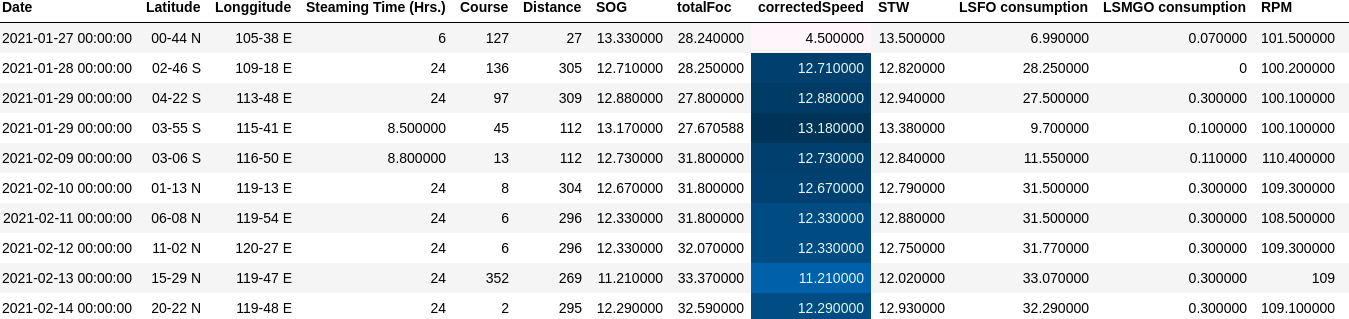 Date Latitude Longgitude Steaming Time (Hrs.) Course Distance SOG totalFoc correctedSpeed STW LSFO consumption LSMGO consumption RPM
2021-01-27 00:00:00 00-44 N 105-38 E 6 127 27 13.330000 28.240000 4.500000 13.500000 6.990000 0.070000 101.500000
2021-01-28 00:00:00 02-46 S 109-18 E 24 136 305 12.710000 28.250000 12.710000 12.820000 28.250000 0 100.200000
2021-01-29 00:00:00 04-22 S 113-48 E 24 97 309 12.880000 27.800000 12.880000 12.940000 27.500000 0.300000 100.100000
2021-01-29 00:00:00 03-55 S 115-41 E 8.500000 45 112 13.170000 27.670588 13.180000 13.380000 9.700000 0.100000 100.100000
2021-02-09 00:00:00 03-06 S 116-50 E 8.800000 13 112 12.730000 31.800000 12.730000 12.840000 11.550000 0.110000 110.400000
2021-02-10 00:00:00 01-13 N 119-13 E 24 8 304 12.670000 31.800000 12.670000 12.790000 31.500000 0.300000 109.300000
2021-02-11 00:00:00 06-08 N 119-54 E 24 6 296 12.330000 31.800000 12.330000 12.880000 31.500000 0.300000 108.500000
2021-02-12 00:00:00 11-02 N 120-27 E 24 6 296 12.330000 32.070000 12.330000 12.750000 31.770000 0.300000 109.300000
2021-02-13 00:00:00 15-29 N 119-47 E 24 352 269 11.210000 33.370000 11.210000 12.020000 33.070000 0.300000 109
2021-02-14 00:00:00 20-22 N 119-48 E 24 2 295 12.290000 32.590000 12.290000 12.930000 32.290000 0.300000 109.100000